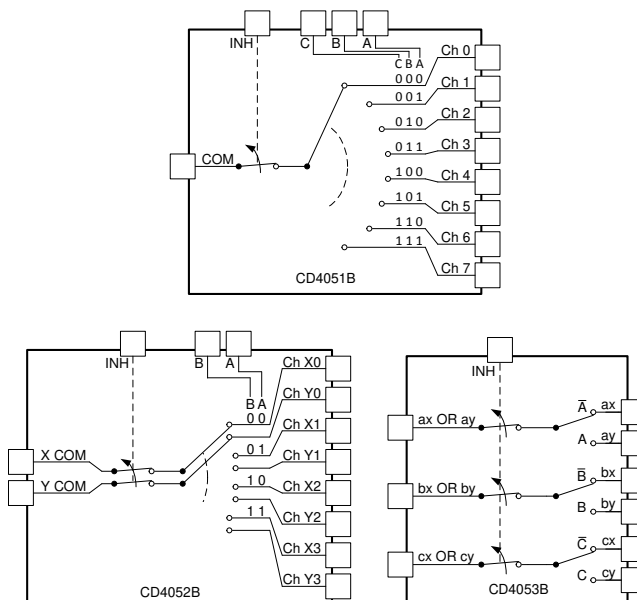 INH C B A
C B A
Ch 0
0 0 0
Ch 1
0 0 1
Ch 2
0 1 0
Ch 3
0 1 1
COM
Ch 4
1 0 0
Ch 5
1 0 1
Ch 6
1 1 0
Ch 7
1 1 1
CD4051B
INH B A
B A
Ch X0
0 0
Ch Y0
Ch X1
0 1
Ch Y1
X COM
Y COM
Ch X2
1 0
Ch Y2
1 1
Ch X3
Ch Y3
CD4052B
INH
ax OR ay
A̅ ax
A ay
bx OR by
B̅ bx
B by
cx OR cy
C̅ cx
C cy
CD4053B